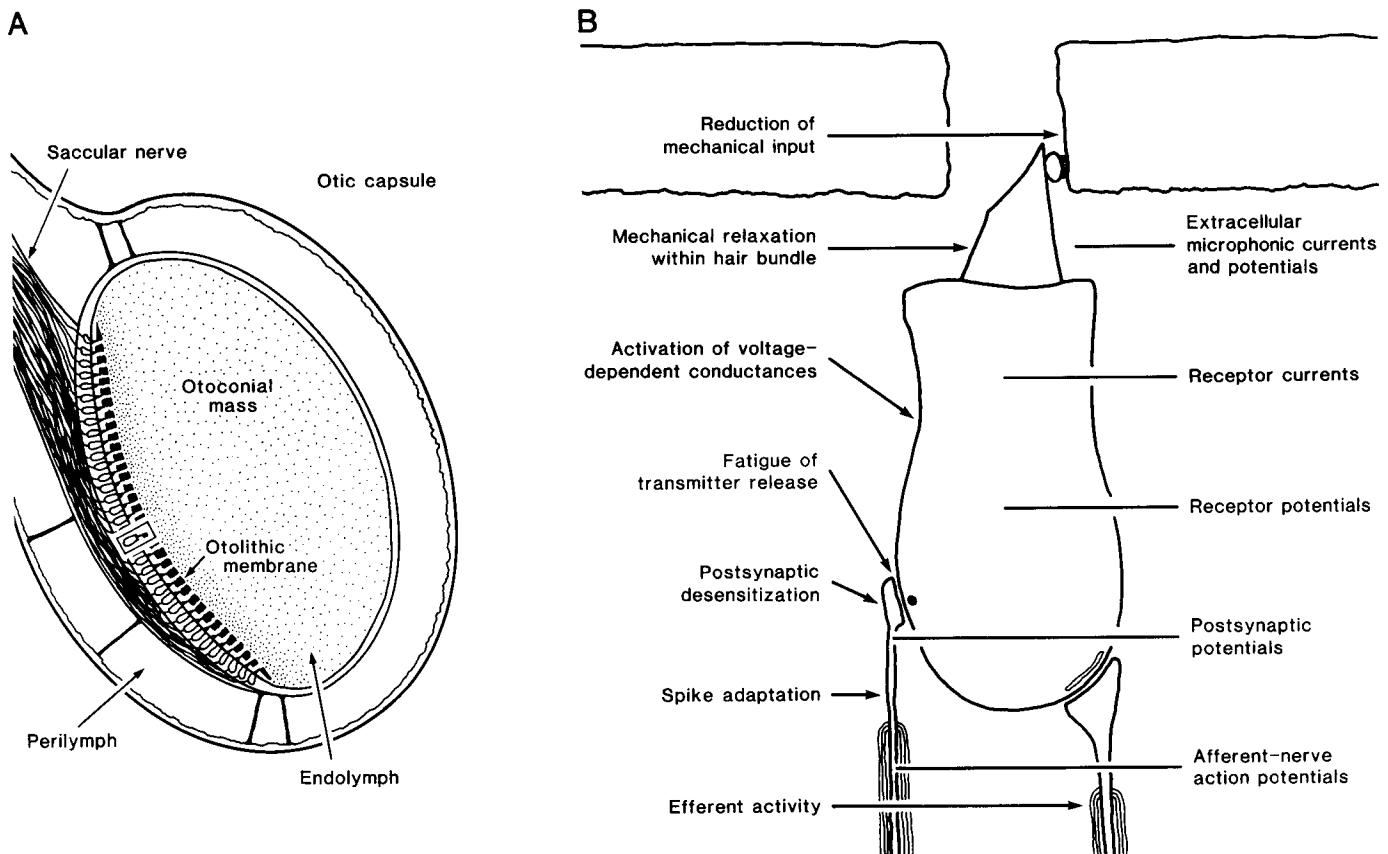 A
Saccular nerve
Otic capsule
Otoconial
mass
Otolithic
membrane
Perilymph
Endolymph
B
Reduction of
mechanical input
Mechanical relaxation
within hair bundle
Extracellular
microphonic currents
and potentials
Activation of voltage-
dependent conductances
Receptor currents
Fatigue of
transmitter release
Receptor potentials
Postsynaptic
desensitization
Postsynaptic
potentials
Spike adaptation
Afferent-nerve
action potentials
Efferent activity